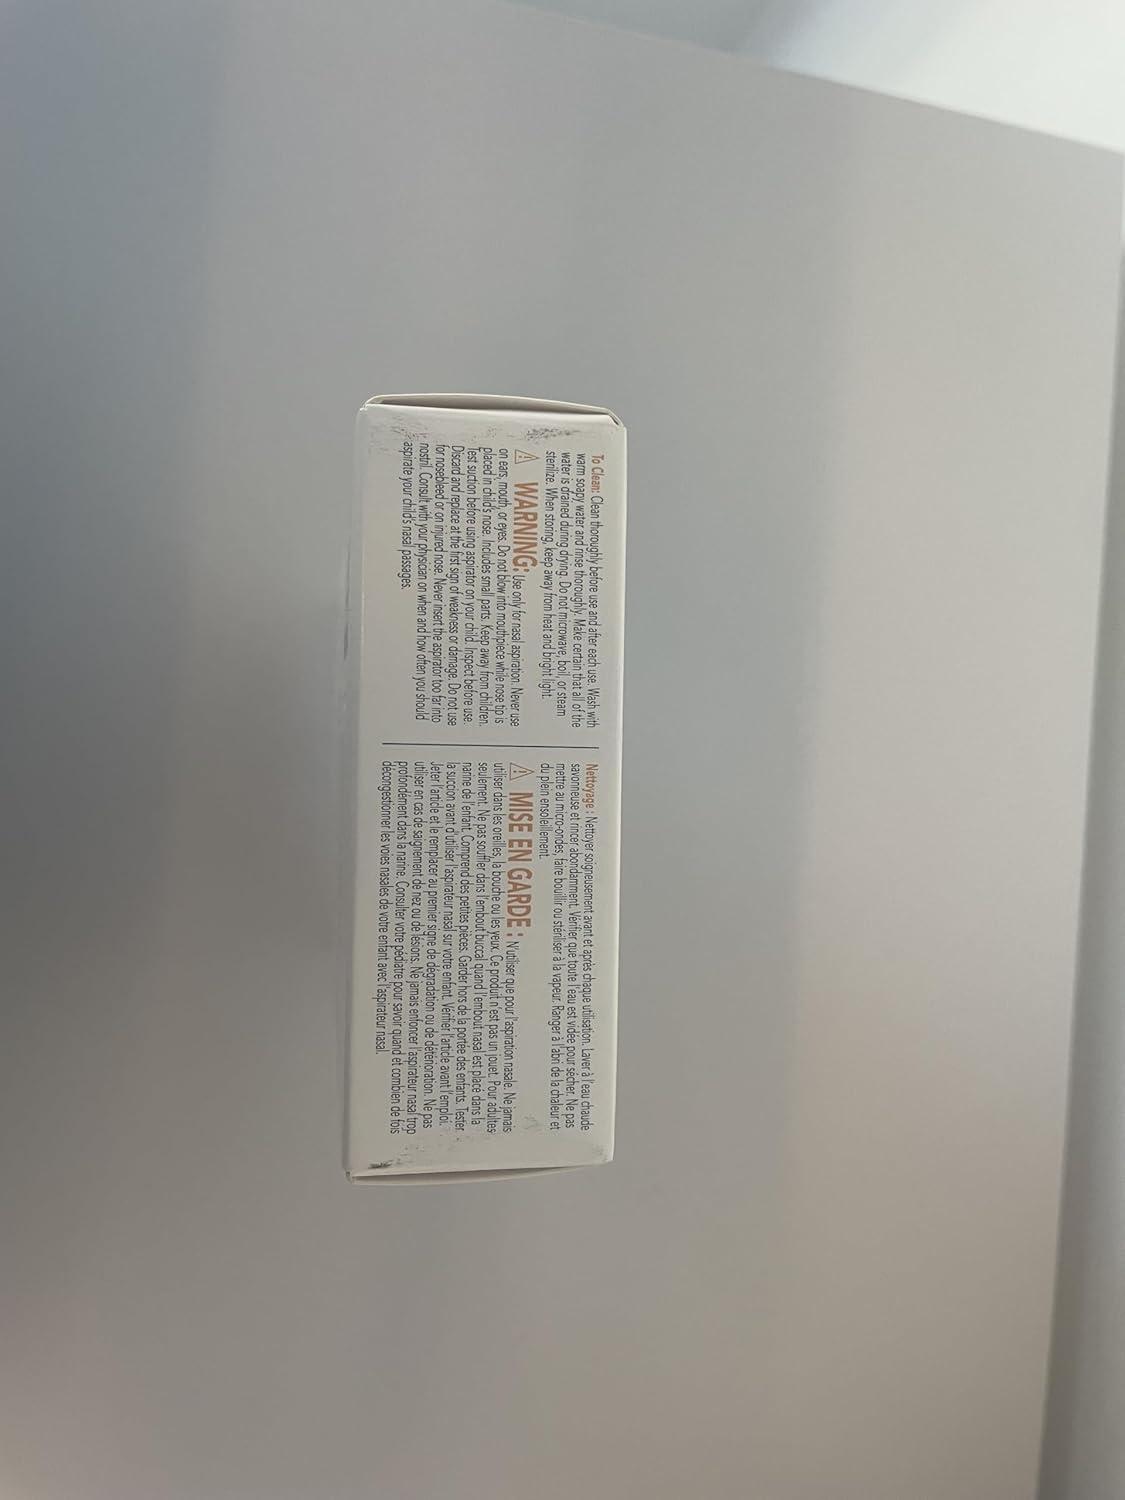 To Clean: Clean thoroughly before use and after each use. Wash with
warm soapy water and rinse thoroughly. Make certain that all of the
water is drained during drying. Do not microwave, boil, or steam
sterilize. When storing, keep away from heat and bright light.
⚠ WARNING: Use only for nasal aspiration. Never use
on ears, mouth, or eyes. Do not blow into mouthpiece while nose tip is
placed in child's nose. Includes small parts. Keep away from children.
Test suction before using aspirator on your child. Inspect before use.
Discard and replace at the first sign of weakness or damage. Do not use
for nosebleed or on injured nose. Never insert the aspirator too far into
nostril. Consult with your physician on when and how often you should
aspirate your child's nasal passages.
Nettoyage : Nettoyer soigneusement avant et après chaque utilisation. Laver à l'eau chaude
savonneuse et rincer abondamment. Vérifier que toute l'eau est vidée pour sécher. Ne pas
mettre au micro-ondes, faire bouillir ou stériliser à la vapeur. Ranger à l'abri de la chaleur et
du plein ensoleillement.
⚠ MISE EN GARDE : N'utiliser que pour l'aspiration nasale. Ne jamais
utiliser dans les oreilles, la bouche ou les yeux. Ce produit n'est pas un jouet. Pour adultes
seulement. Ne pas souffler dans l'embout buccal quand l'embout nasal est placé dans la
narine de l'enfant. Comprend des petites pièces. Garder hors de la portée des enfants. Tester
la succion avant d'utiliser l'aspirateur nasal sur votre enfant. Vérifier l'article avant l'emploi.
Jeter l'article et le remplacer au premier signe de dégradation ou de détérioration. Ne pas
utiliser en cas de saignement de nez ou de lésions. Ne jamais enfoncer l'aspirateur nasal trop
profondément dans la narine. Consulter votre pédiatre pour savoir quand et combien de fois
décongestionner les voies nasales de votre enfant avec l'aspirateur nasal.